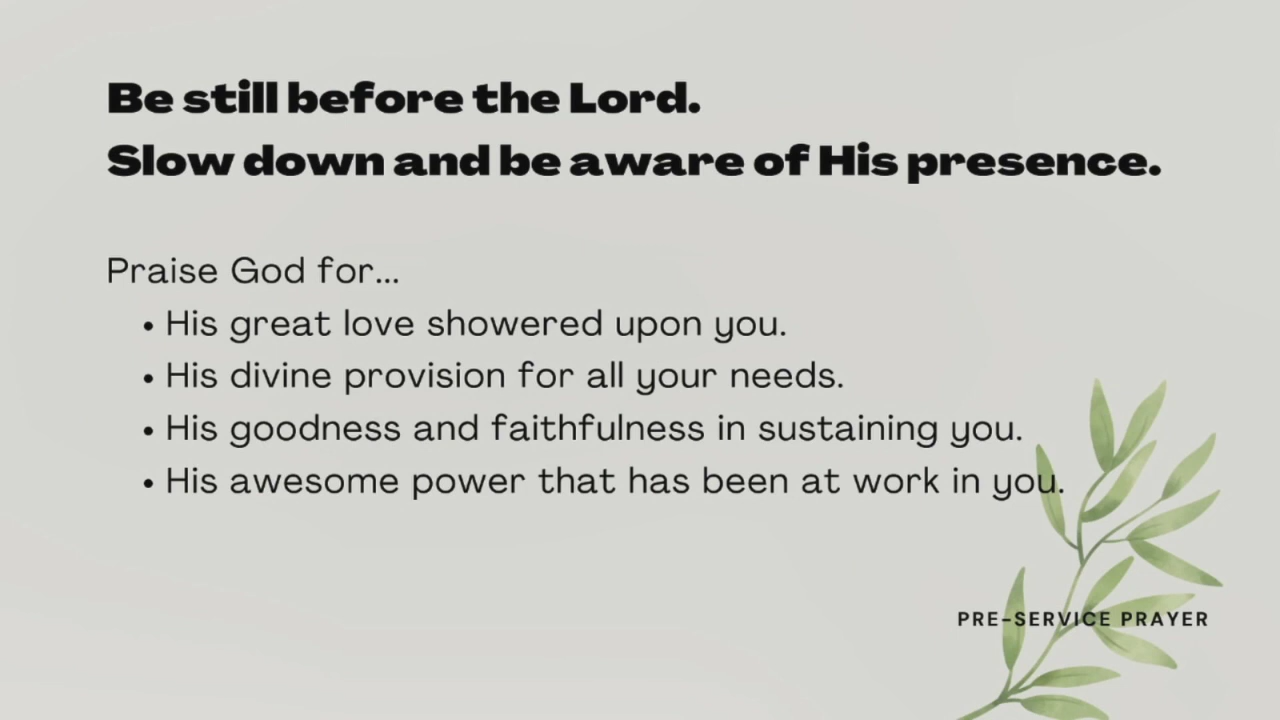 Be still before the Lord.
Slow down and be aware of His presence.
Praise God for...
• His great love showered upon you.
• His divine provision for all your needs.
• His goodness and faithfulness in sustaining you.
• His awesome power that has been at work in you.
PRE-SERVICE PRAYER